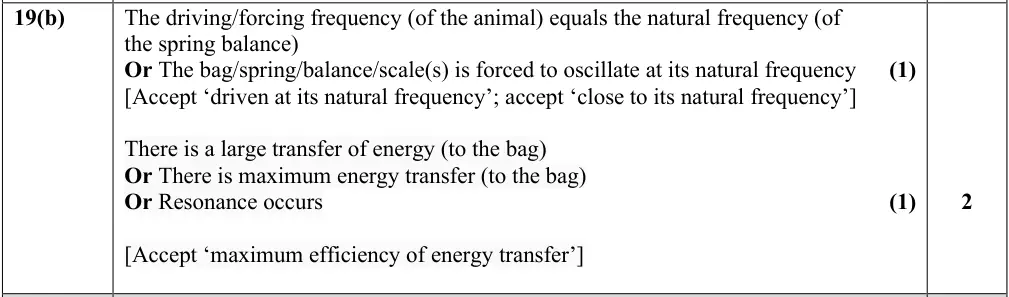 19(b) The driving/forcing frequency (of the animal) equals the natural frequency (of
the spring balance)
Or The bag/spring/balance/scale(s) is forced to oscillate at its natural frequency (1)
[Accept ‘driven at its natural frequency’; accept ‘close to its natural frequency’]
There is a large transfer of energy (to the bag)
Or There is maximum energy transfer (to the bag)
Or Resonance occurs (1) 2
[Accept ‘maximum efficiency of energy transfer’]